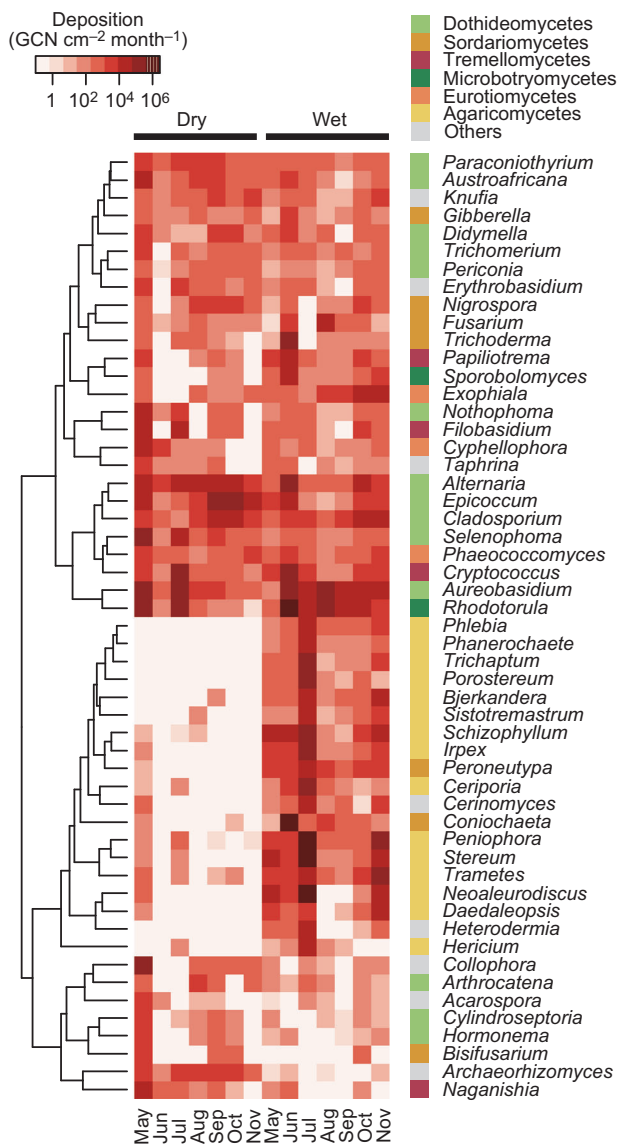 Deposition
(GCN cm⁻² month⁻¹)
1 10² 10⁴ 10⁶
Dothideomycetes
Sordariomycetes
Tremellomycetes
Microbotryomycetes
Eurotiomycetes
Agaricomycetes
Others
Dry Wet
Paraconiothyrium
Austroafricana
Knufia
Gibberella
Didymella
Trichomerium
Periconia
Erythrobasidium
Nigrospora
Fusarium
Trichoderma
Papiliotrema
Sporobolomyces
Exophiala
Nothophoma
Filobasidium
Cyphellophora
Taphrina
Alternaria
Epicoccum
Cladosporium
Selenophoma
Phaeococcomyces
Cryptococcus
Aureobasidium
Rhodotorula
Phlebia
Phanerochaete
Trichaptum
Porostereum
Bjerkandera
Sistotremastrum
Schizophyllum
Irpex
Peroneutypa
Ceriporia
Cerinomyces
Coniochaeta
Peniophora
Stereum
Trametes
Neoaleurodiscus
Daedaleopsis
Heterodermia
Hericium
Collophora
Arthrocatena
Acarospora
Cylindroseptoria
Hormonema
Bisifusarium
Archaeorhizomyces
Naganishia
May Jun Jul Aug Sep Oct Nov May Jun Jul Aug Sep Oct Nov